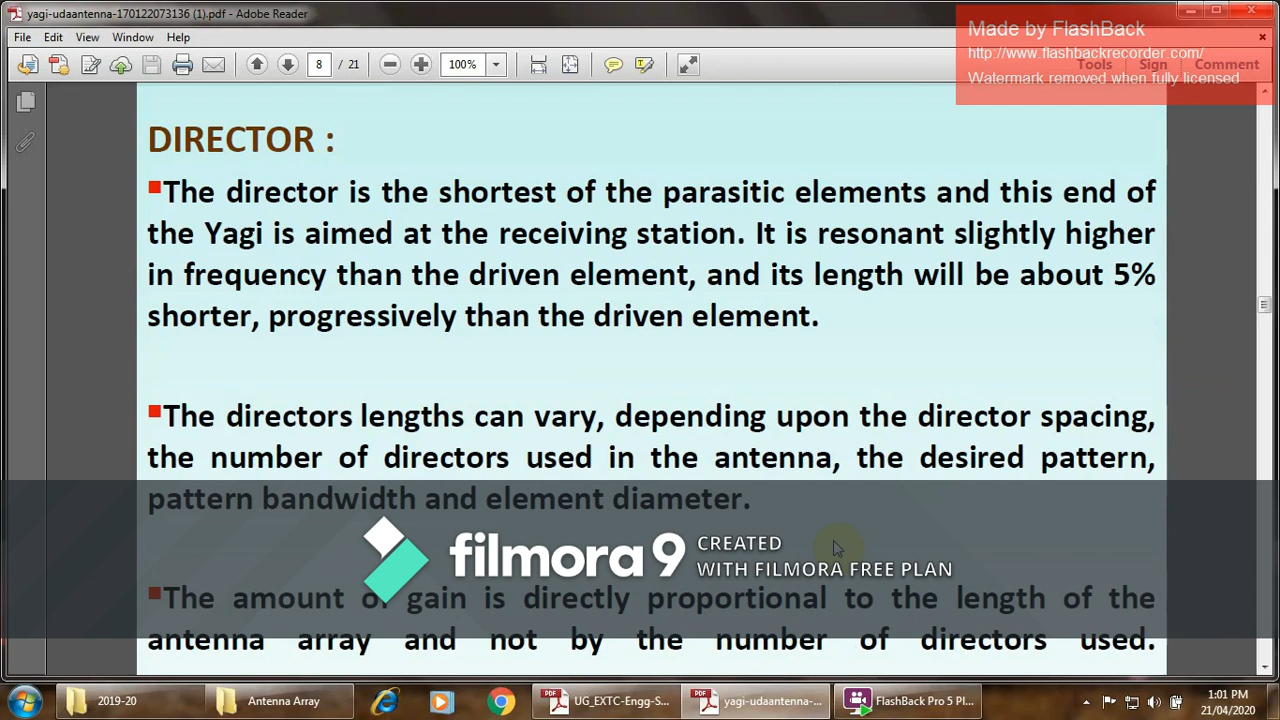 yagi-udaantenna-170122073136 (1).pdf - Adobe Reader
Made by FlashBack
http://www.flashbackrecorder.com/
Watermark removed when fully licensed
File Edit View Window Help
8 / 21 100% Tools Sign Comment
DIRECTOR :
The director is the shortest of the parasitic elements and this end of
the Yagi is aimed at the receiving station. It is resonant slightly higher
in frequency than the driven element, and its length will be about 5%
shorter, progressively than the driven element.
The directors lengths can vary, depending upon the director spacing,
the number of directors used in the antenna, the desired pattern,
pattern bandwidth and element diameter.
filmora 9 CREATED
WITH FILMORA FREE PLAN
The amount of gain is directly proportional to the length of the
antenna array and not by the number of directors used.
2019-20
Antenna Array
UG_EXTC-Engg-S...
yagi-udaantenna-...
FlashBack Pro 5 Pl...
1:01 PM
21/04/2020